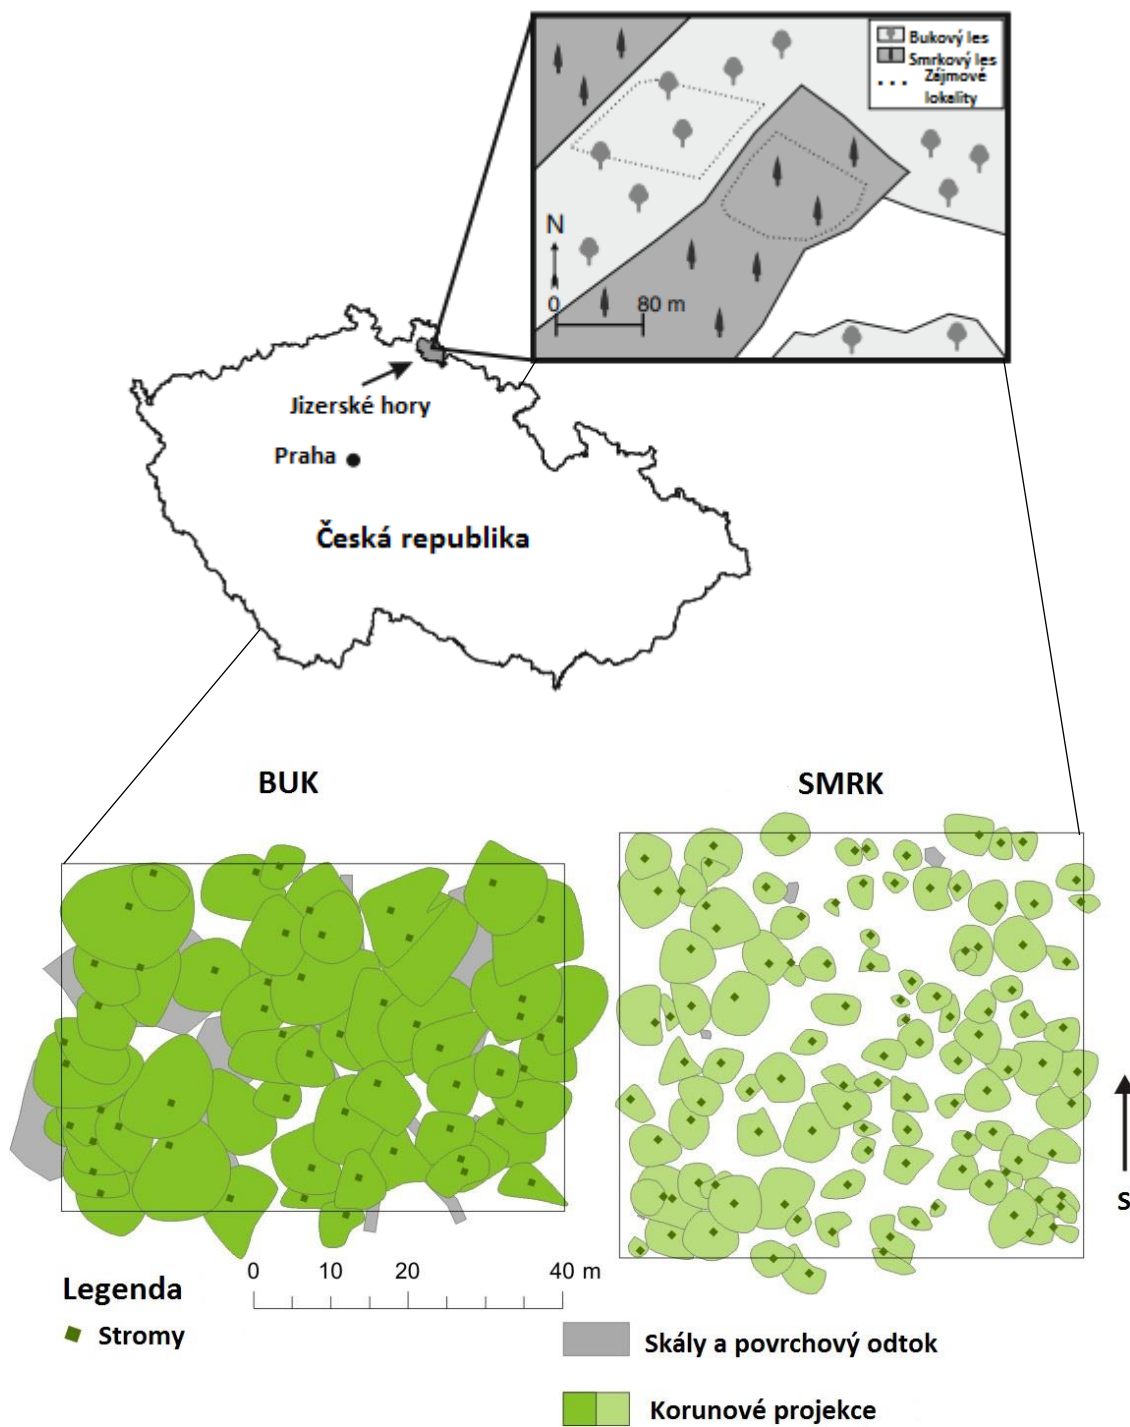 Bukový les
Smrkový les
Zájmové
lokality
N
0 80 m
Jizerské hory
Praha
Česká republika
BUK
SMRK
S
0 10 20 40 m
Legenda
Stromy
Skály a povrchový odtok
Korunové projekce